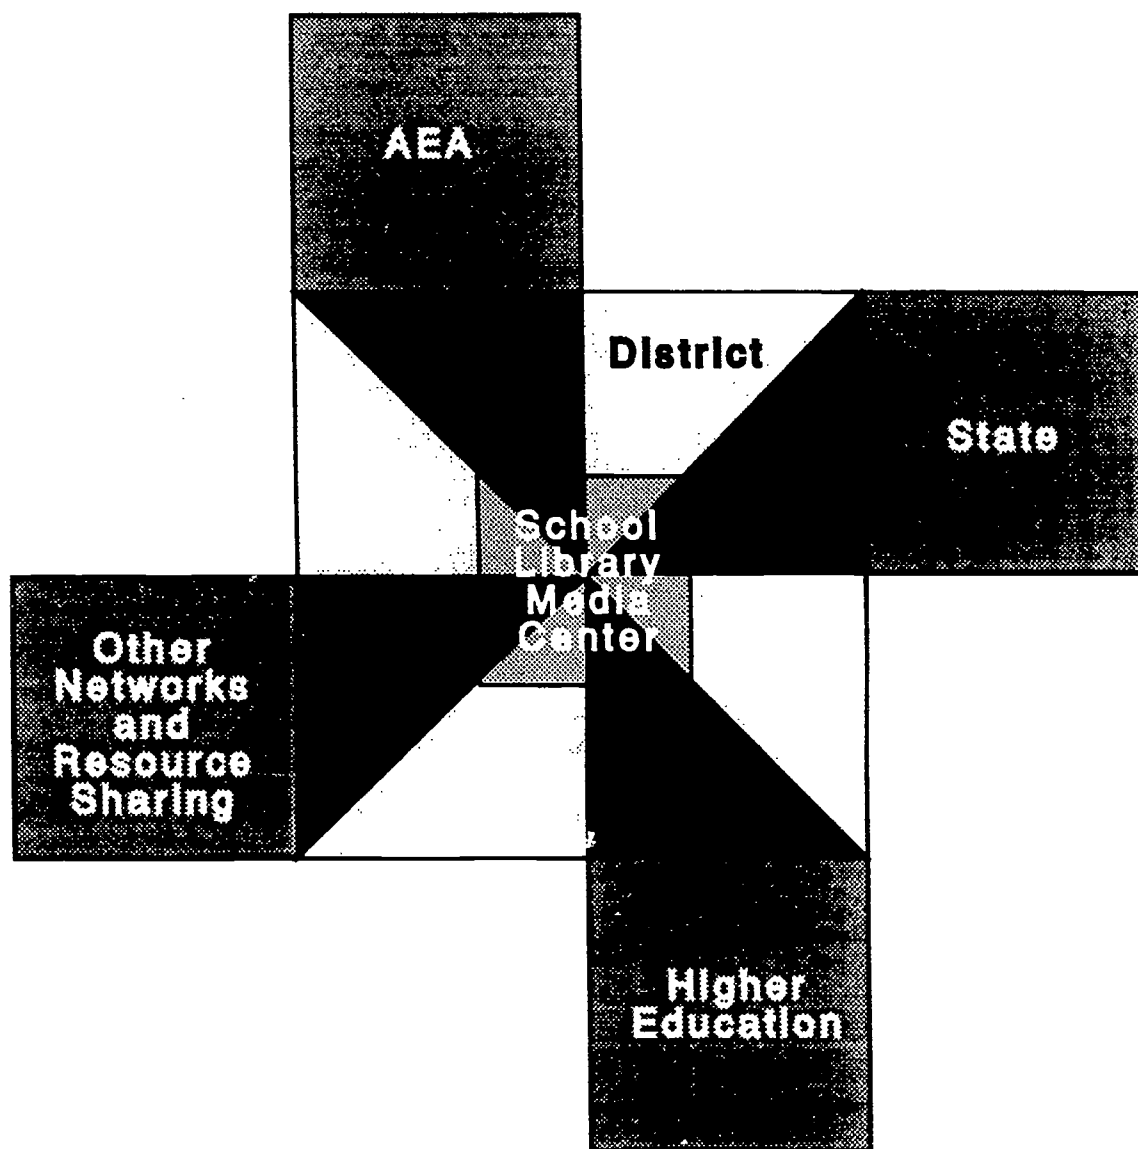 AEA
District
State
School
Library
Media
Center
Other
Networks
and
Resource
Sharing
Higher
Education